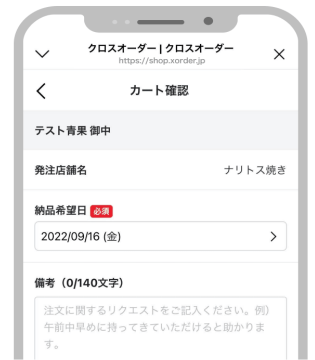 クロスオーダー | クロスオーダー
https://shop.xorder.jp
カート確認
テスト青果 御中
発注店舗名
ナリトス焼き
納品希望日 必須
2022/09/16 (金)
備考（0/140文字）
注文に関するリクエストをご記入ください。例）
午前中早めに持ってきていただけると助かりま
す。